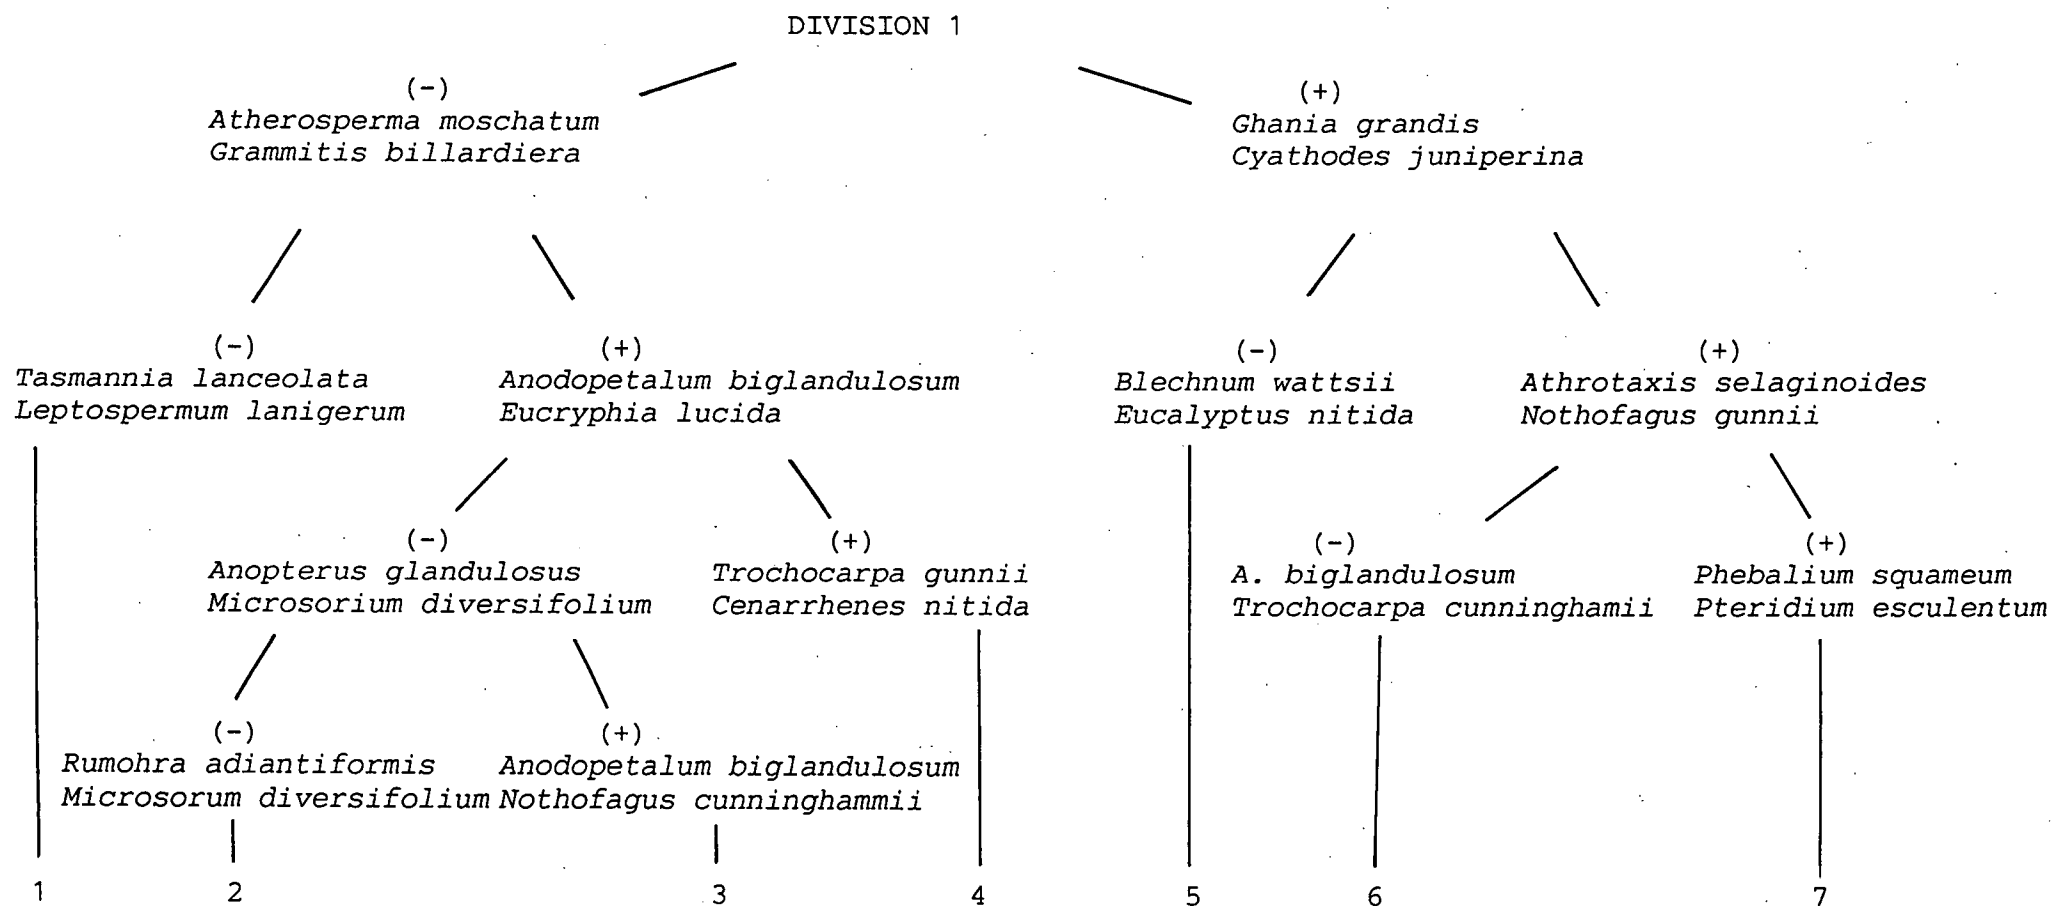 DIVISION 1
(-)
Atherosperma moschatum
Grammitis billardiera
(+)
Ghania grandis
Cyathodes juniperina
(-)
Tasmannia lanceolata
Leptospermum lanigerum
(+)
Anodopetalum biglandulosum
Eucryphia lucida
(-)
Blechnum wattsii
Eucalyptus nitida
(+)
Athrotaxis selaginoides
Nothofagus gunnii
(-)
Anopterus glandulosus
Microsorium diversifolium
(+)
Trochocarpa gunnii
Cenarrhenes nitida
(-)
A. biglandulosum
Trochocarpa cunninghamii
(+)
Phebalium squameum
Pteridium esculentum
(-)
Rumohra adiantiformis
Microsorum diversifolium
(+)
Anodopetalum biglandulosum
Nothofagus cunninghammii
1 2 3 4 5 6 7